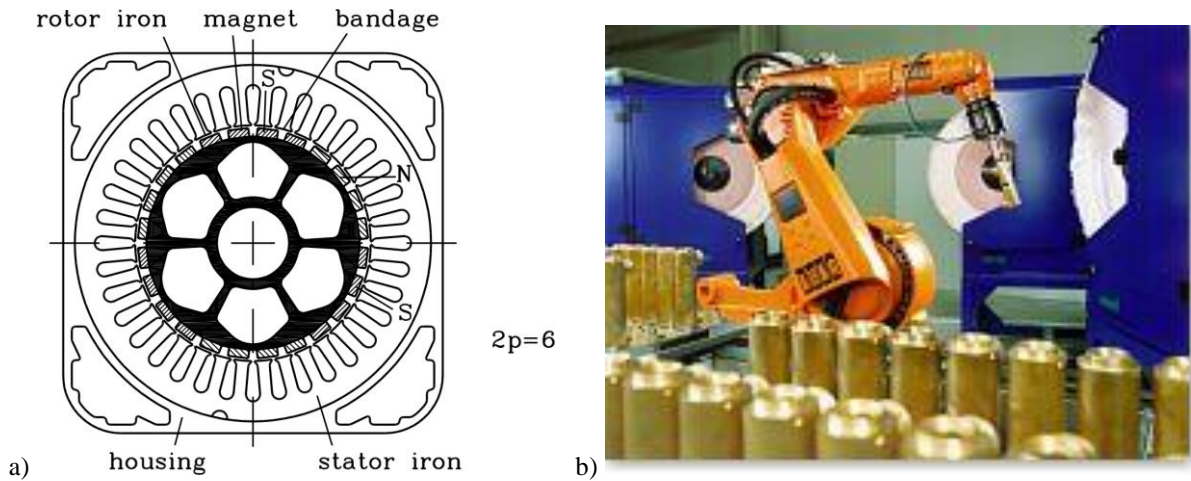 rotor iron magnet bandage
S
N
S
2p=6
housing stator iron
a) b)